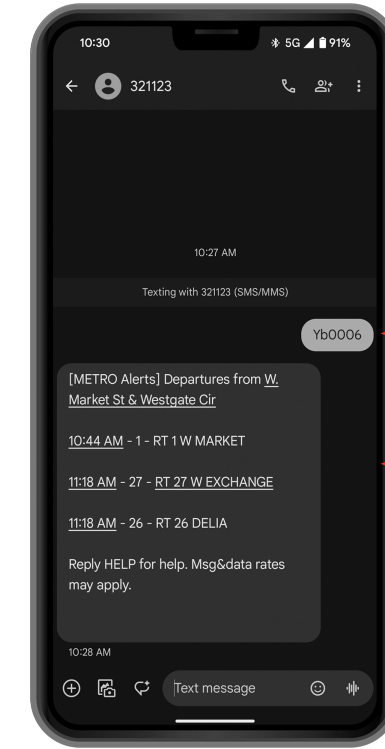 10:30
5G 91%
321123
10:27 AM
Texting with 321123 (SMS/MMS)
Yb0006
[METRO Alerts] Departures from W.
Market St & Westgate Cir
10:44 AM - 1 - RT 1 W MARKET
11:18 AM - 27 - RT 27 W EXCHANGE
11:18 AM - 26 - RT 26 DELIA
Reply HELP for help. Msg&data rates
may apply.
10:28 AM
Text message